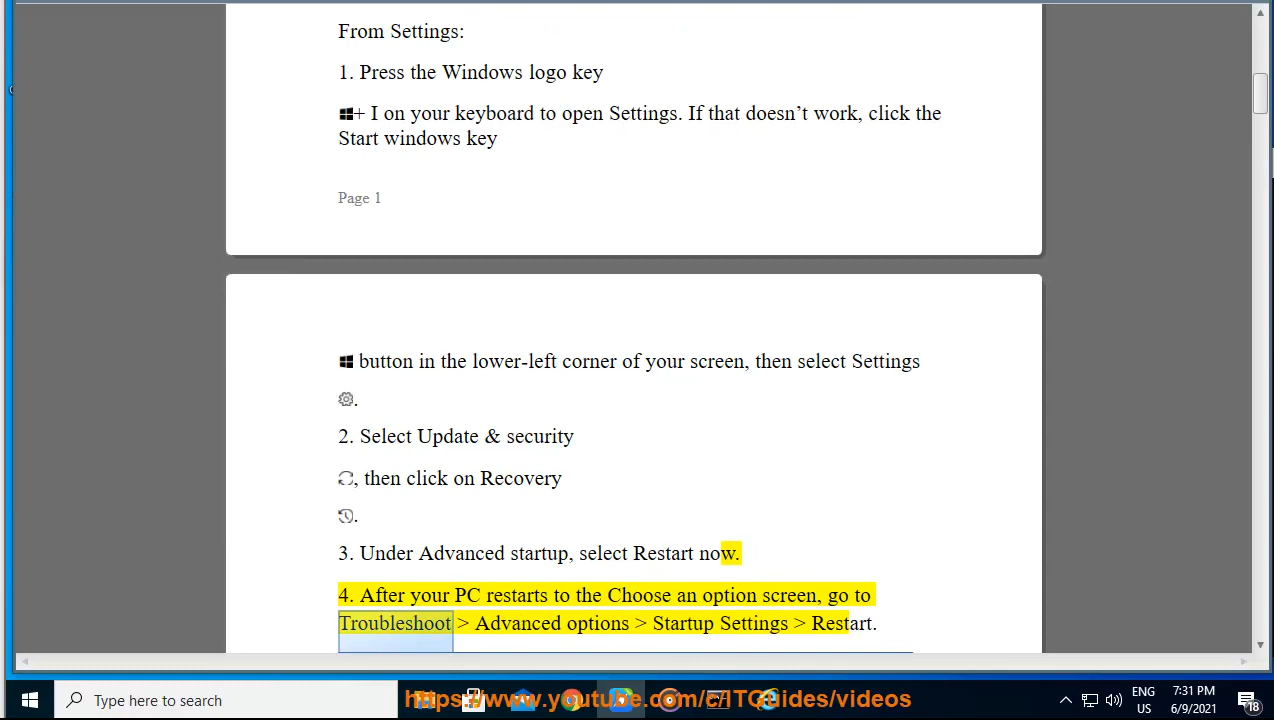 From Settings:
1. Press the Windows logo key
+ I on your keyboard to open Settings. If that doesn’t work, click the
Start windows key
Page 1
button in the lower-left corner of your screen, then select Settings
.
2. Select Update & security
, then click on Recovery
.
3. Under Advanced startup, select Restart now.
4. After your PC restarts to the Choose an option screen, go to
Troubleshoot > Advanced options > Startup Settings > Restart.
Type here to search
https://www.youtube.com/c/ITGuides/videos
ENG
US
7:31 PM
6/9/2021
18